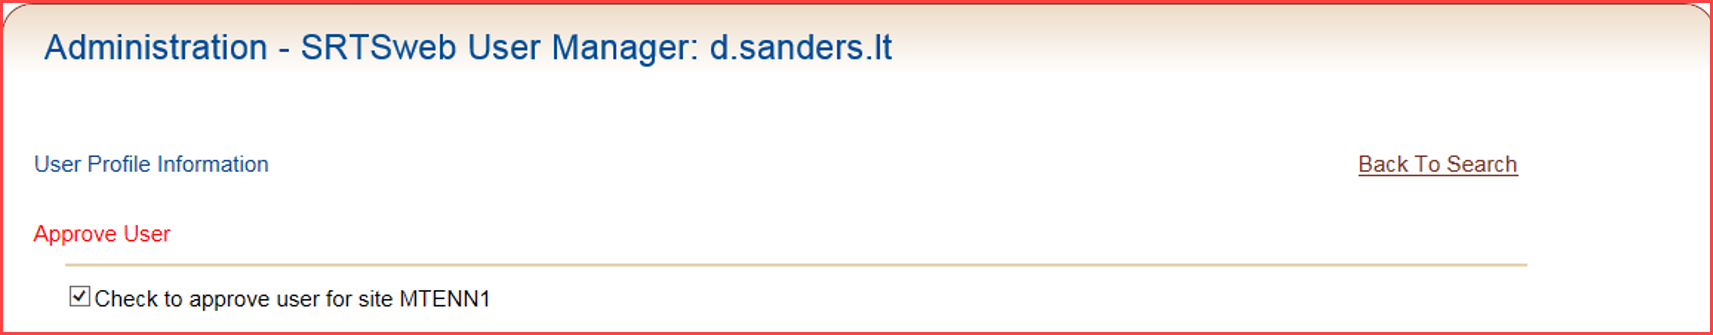 Administration - SRTSweb User Manager: d.sanders.lt
User Profile Information
Back To Search
Approve User
Check to approve user for site MTENN1